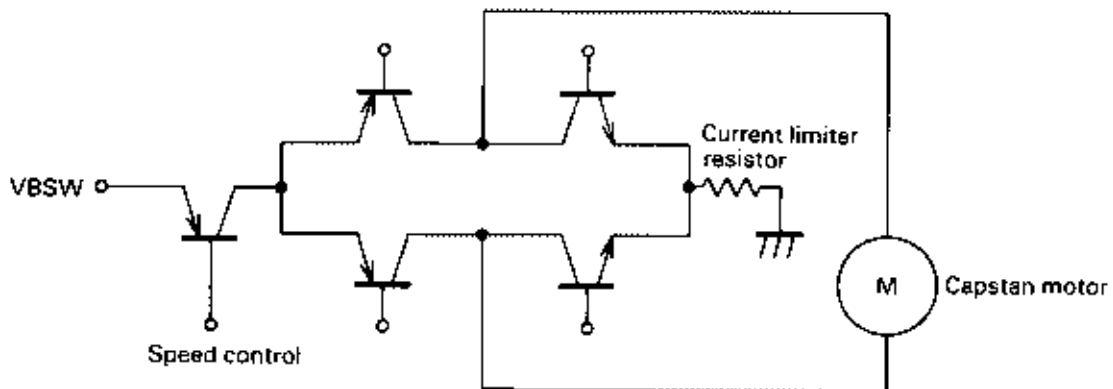 Current limiter
resistor
VBSW
M
Capstan motor
Speed control